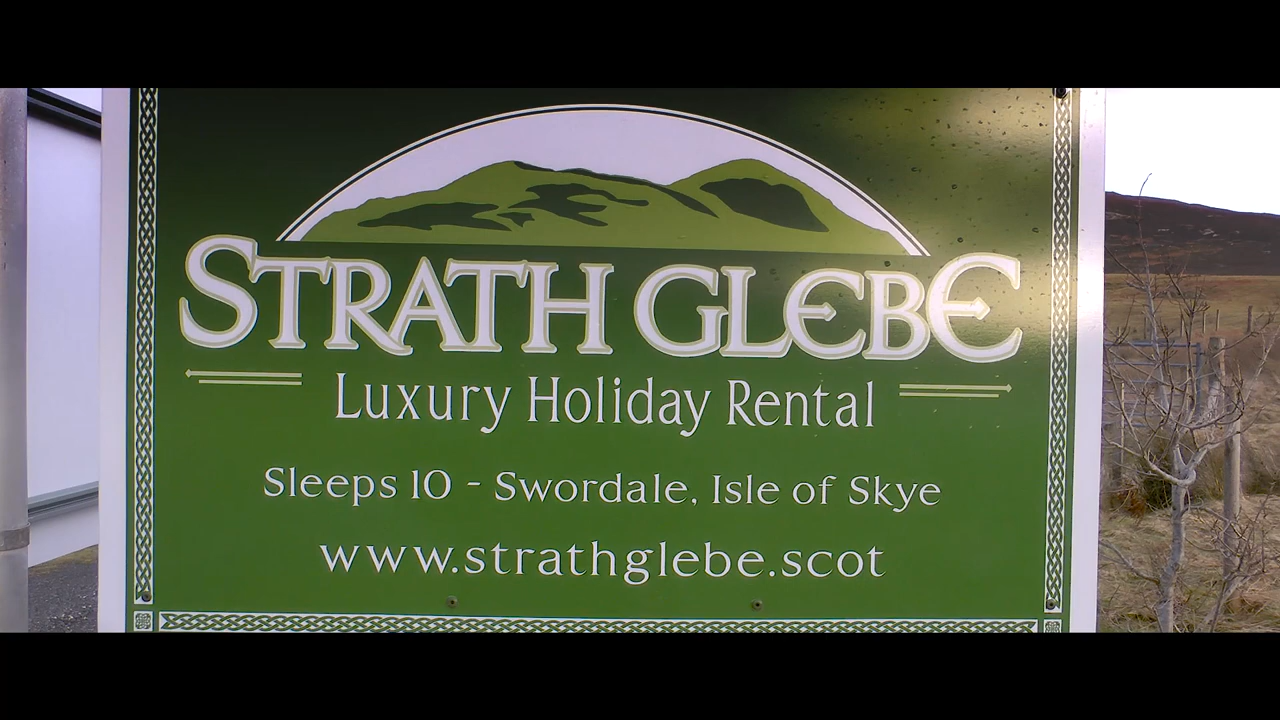 STRATH GLEBE
Luxury Holiday Rental
Sleeps 10 - Swordale, Isle of Skye
www.strathglebe.scot